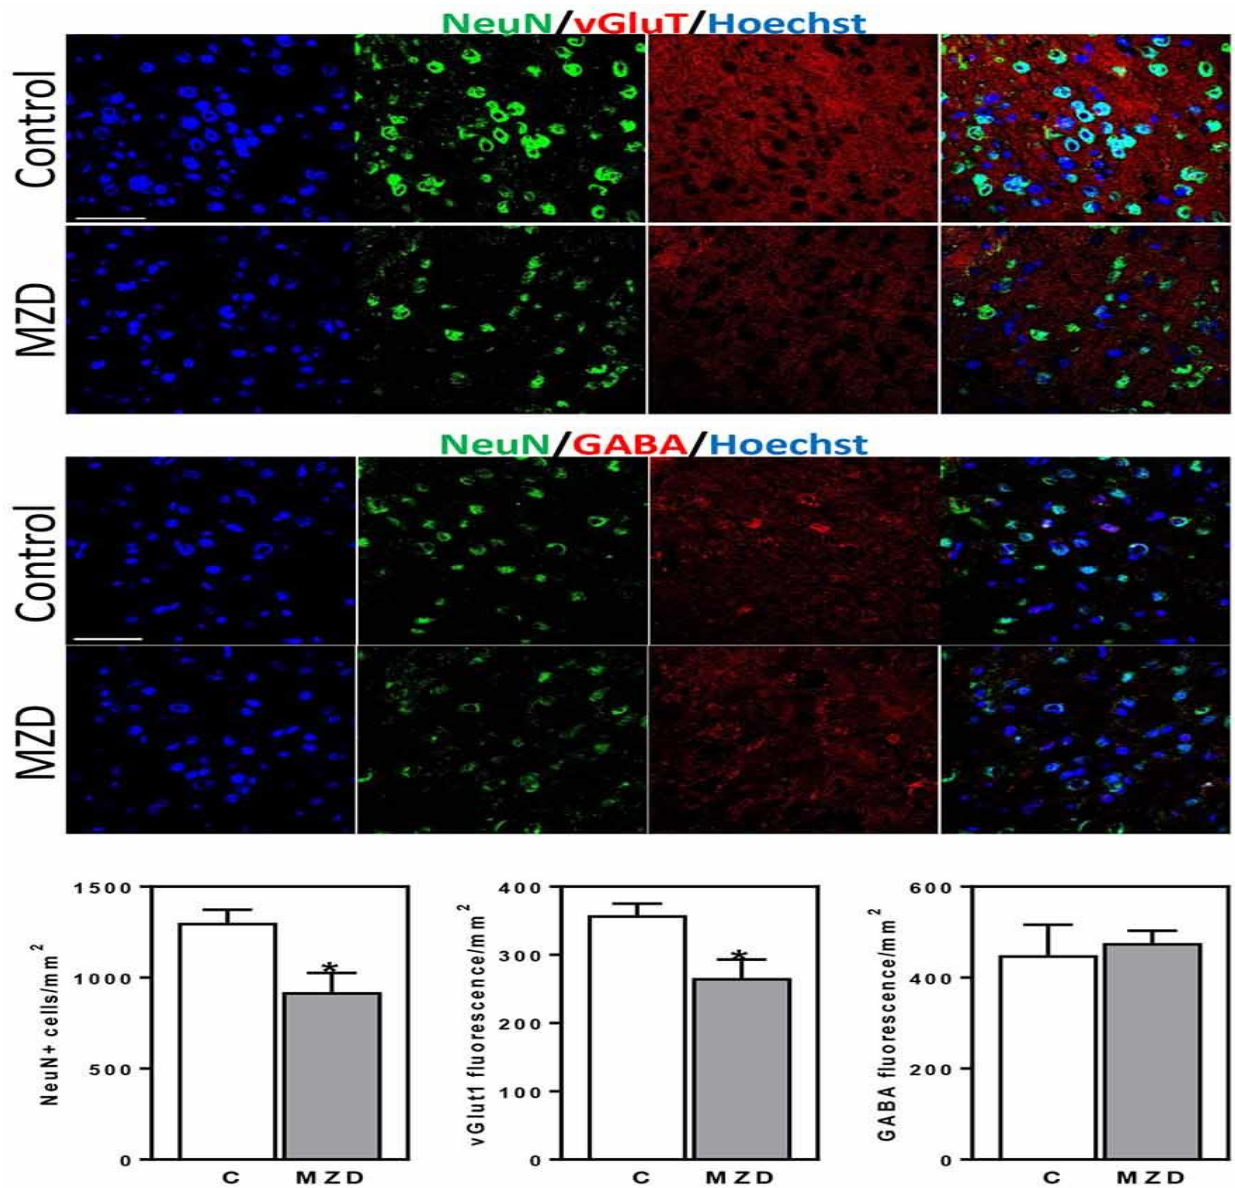 NeuN/vGluT/Hoechst
Control
MZD
NeuN/GABA/Hoechst
Control
MZD
NeuN+ cells/mm²
1500
1000
500
0
C MZD
vGlut1 fluorescence/mm²
400
300
200
100
0
C MZD
GABA fluorescence/mm²
600
400
200
0
C MZD
*
*